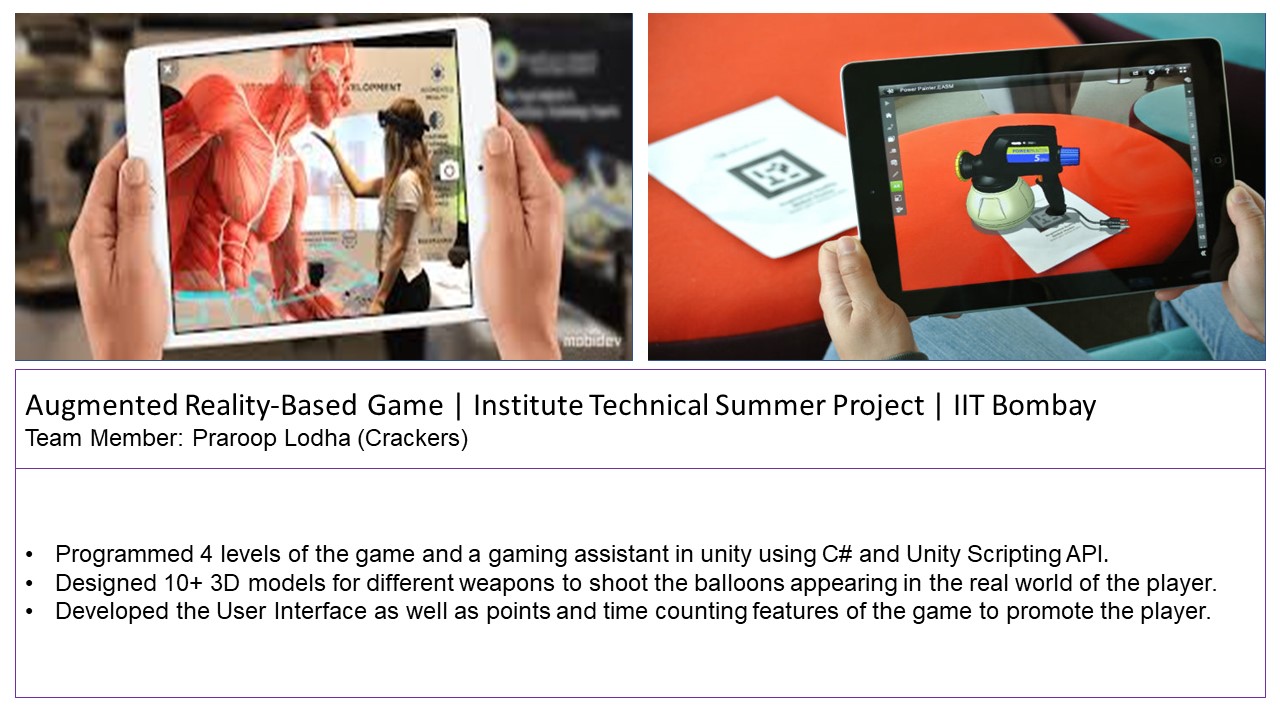 VELOPMENT
mobidev
Power Painter.EASM
POWERPAINTER
5
Augmented Reality-Based Game | Institute Technical Summer Project | IIT Bombay
Team Member: Praroop Lodha (Crackers)
• Programmed 4 levels of the game and a gaming assistant in unity using C# and Unity Scripting API.
• Designed 10+ 3D models for different weapons to shoot the balloons appearing in the real world of the player.
• Developed the User Interface as well as points and time counting features of the game to promote the player.